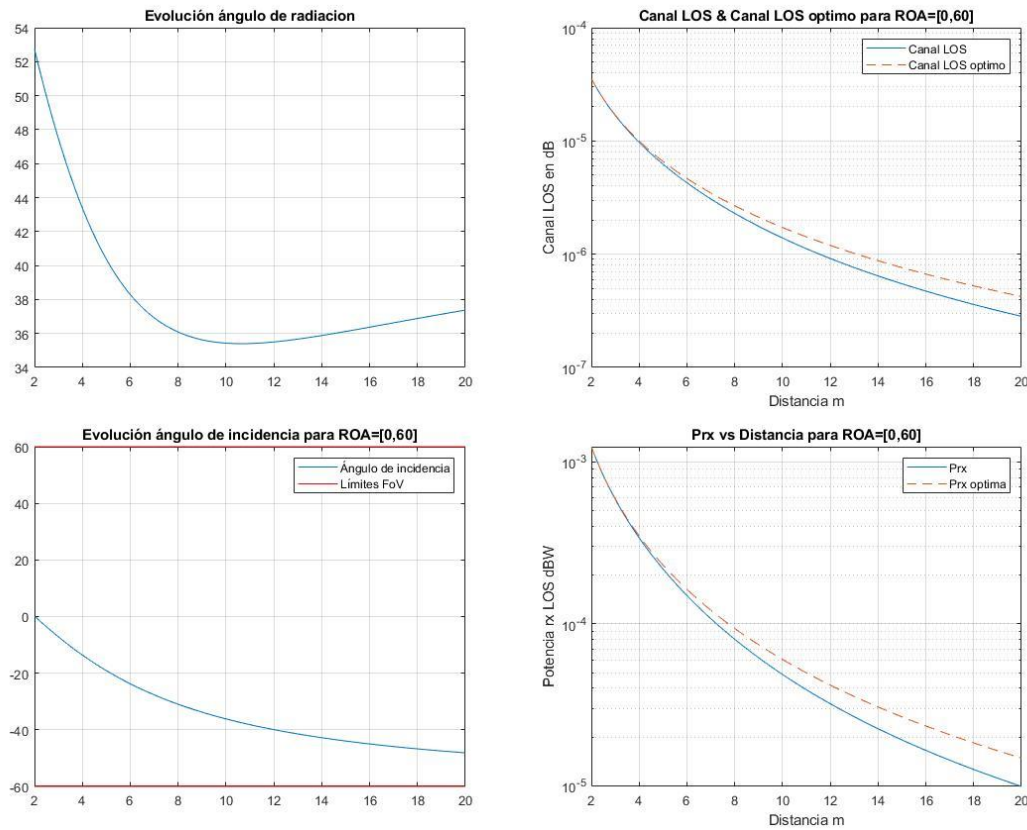 Evolución ángulo de radiacion
54
52
50
48
46
44
42
40
38
36
34
2 4 6 8 10 12 14 16 18 20
Canal LOS & Canal LOS optimo para ROA=[0,60]
Canal LOS
Canal LOS optimo
Canal LOS en dB
10-4
10-5
10-6
10-7
2 4 6 8 10 12 14 16 18 20
Distancia m
Evolución ángulo de incidencia para ROA=[0,60]
Ángulo de incidencia
Límites FoV
60
40
20
0
-20
-40
-60
2 4 6 8 10 12 14 16 18 20
Prx vs Distancia para ROA=[0,60]
Prx
Prx optima
Potencia rx LOS dBW
10-3
10-4
10-5
2 4 6 8 10 12 14 16 18 20
Distancia m